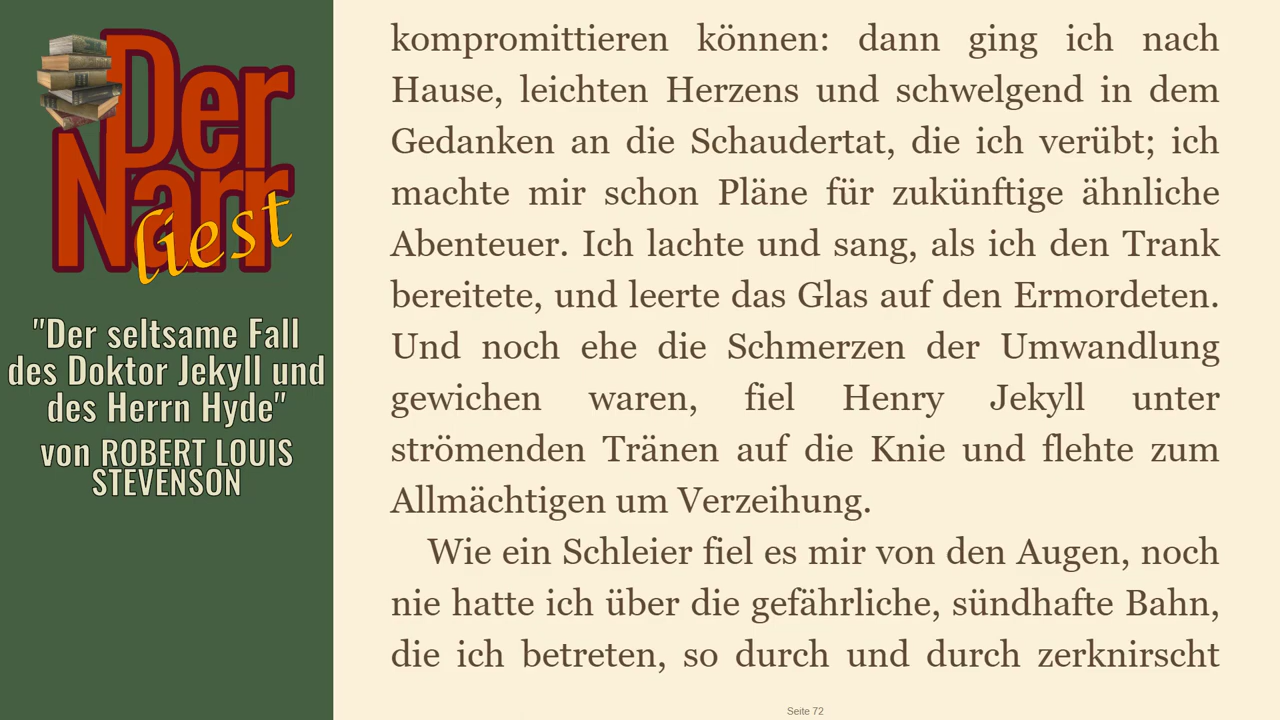 Der
Narr
liest
"Der seltsame Fall
des Doktor Jekyll und
des Herrn Hyde"
von ROBERT LOUIS
STEVENSON
kompromittieren können: dann ging ich nach
Hause, leichten Herzens und schwelgend in dem
Gedanken an die Schaudertat, die ich verübt; ich
machte mir schon Pläne für zukünftige ähnliche
Abenteuer. Ich lachte und sang, als ich den Trank
bereitete, und leerte das Glas auf den Ermordeten.
Und noch ehe die Schmerzen der Umwandlung
gewichen waren, fiel Henry Jekyll unter
strömenden Tränen auf die Knie und flehte zum
Allmächtigen um Verzeihung.
Wie ein Schleier fiel es mir von den Augen, noch
nie hatte ich über die gefährliche, sündhafte Bahn,
die ich betreten, so durch und durch zerknirscht
Seite 72